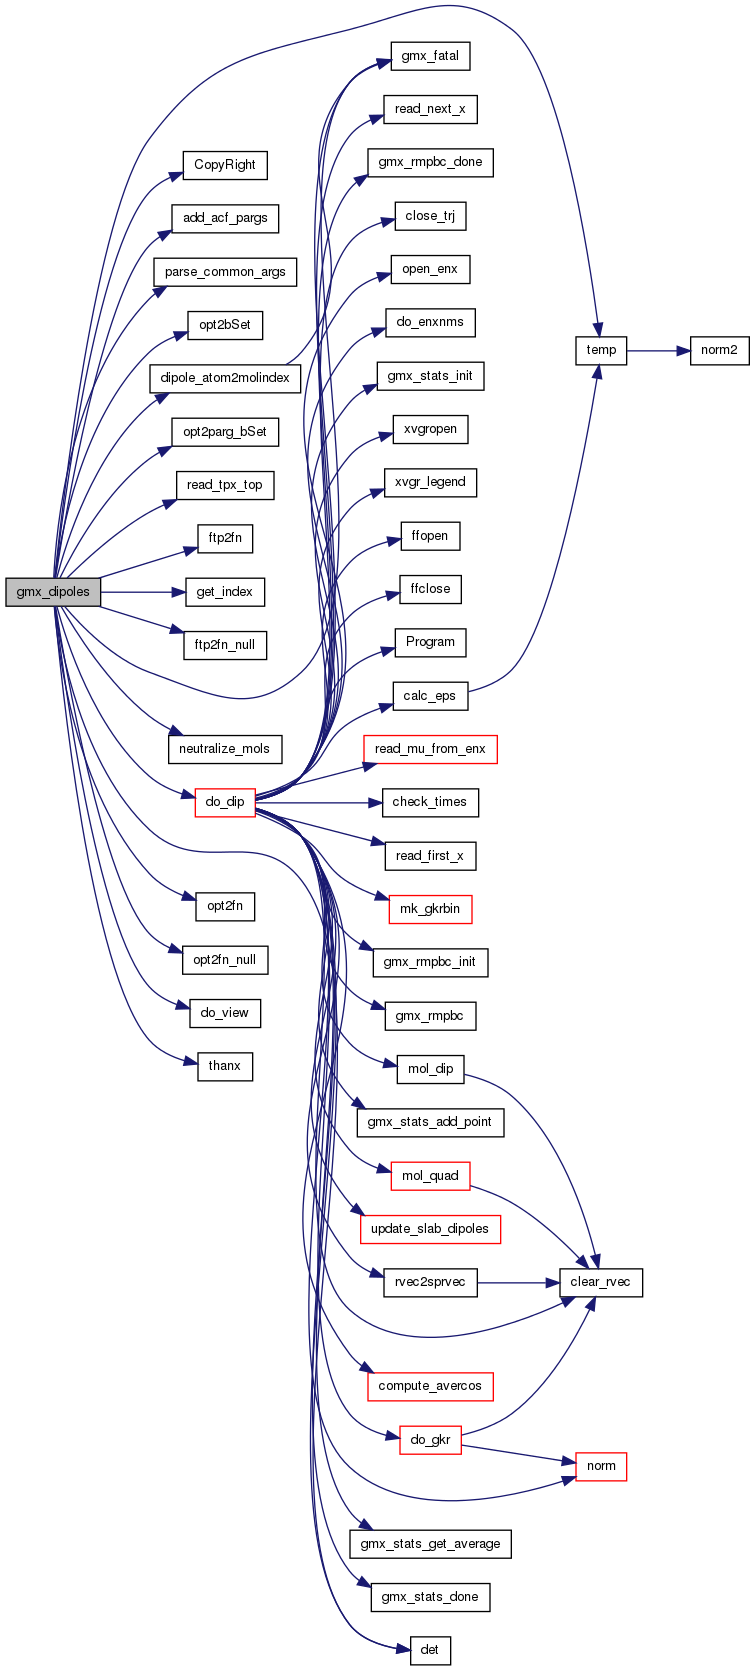 gmx_dipoles
CopyRight
add_acf_pargs
parse_common_args
opt2bSet
dipole_atom2molindex
opt2parg_bSet
read_tpx_top
ftp2fn
get_index
ftp2fn_null
neutralize_mols
do_dip
opt2fn
opt2fn_null
do_view
thanx
gmx_fatal
read_next_x
gmx_rmpbc_done
close_trj
open_enx
do_enxnms
gmx_stats_init
xvgropen
xvgr_legend
ffopen
ffclose
Program
calc_eps
read_mu_from_enx
check_times
read_first_x
mk_gkrbin
gmx_rmpbc_init
gmx_rmpbc
mol_dip
gmx_stats_add_point
mol_quad
update_slab_dipoles
rvec2sprvec
compute_avercos
do_gkr
gmx_stats_get_average
gmx_stats_done
det
temp
clear_rvec
norm
norm2